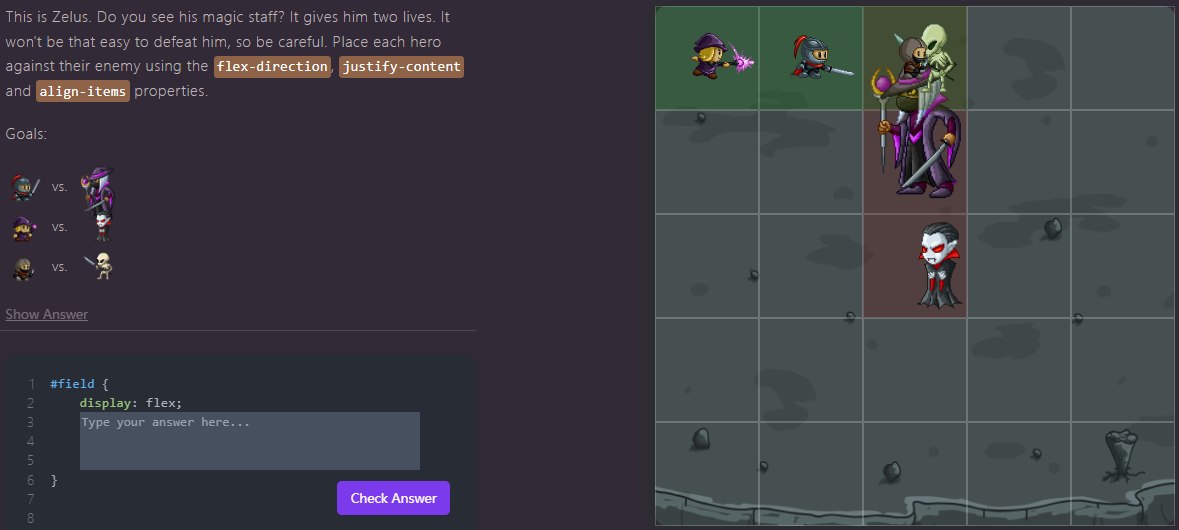 This is Zelus. Do you see his magic staff? It gives him two lives. It
won't be that easy to defeat him, so be careful. Place each hero
against their enemy using the flex-direction, justify-content
and align-items properties.
Goals:
vs.
vs.
vs.
Show Answer
1 #field {
2 display: flex;
3 Type your answer here...
4
5
6 }
7
8
Check Answer